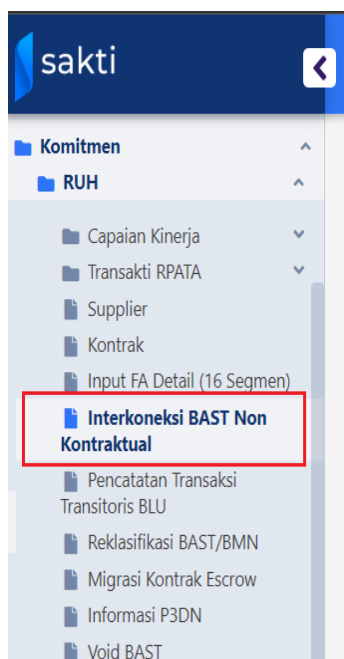 sakti
Komitmen
RUH
Capaian Kinerja
Transakti RPATA
Supplier
Kontrak
Input FA Detail (16 Segmen)
Interkoneksi BAST Non
Kontraktual
Pencatatan Transaksi
Transitoris BLU
Reklasifikasi BAST/BMN
Migrasi Kontrak Escrow
Informasi P3DN
Void BAST